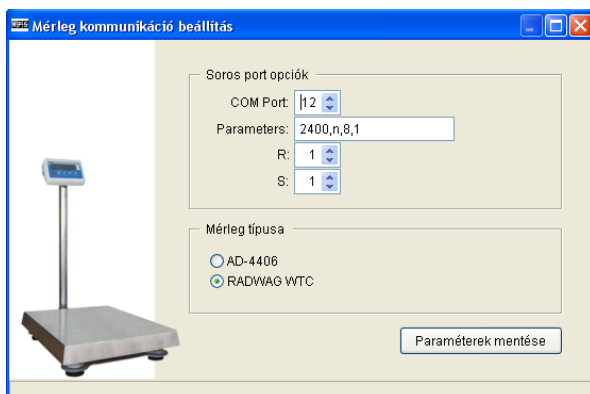 Mérleg kommunikáció beállítás
Soros port opciók
COM Port: 12
Parameters: 2400,n,8,1
R: 1
S: 1
Mérleg típusa
AD-4406
RADWAG WTC
Paraméterek mentése